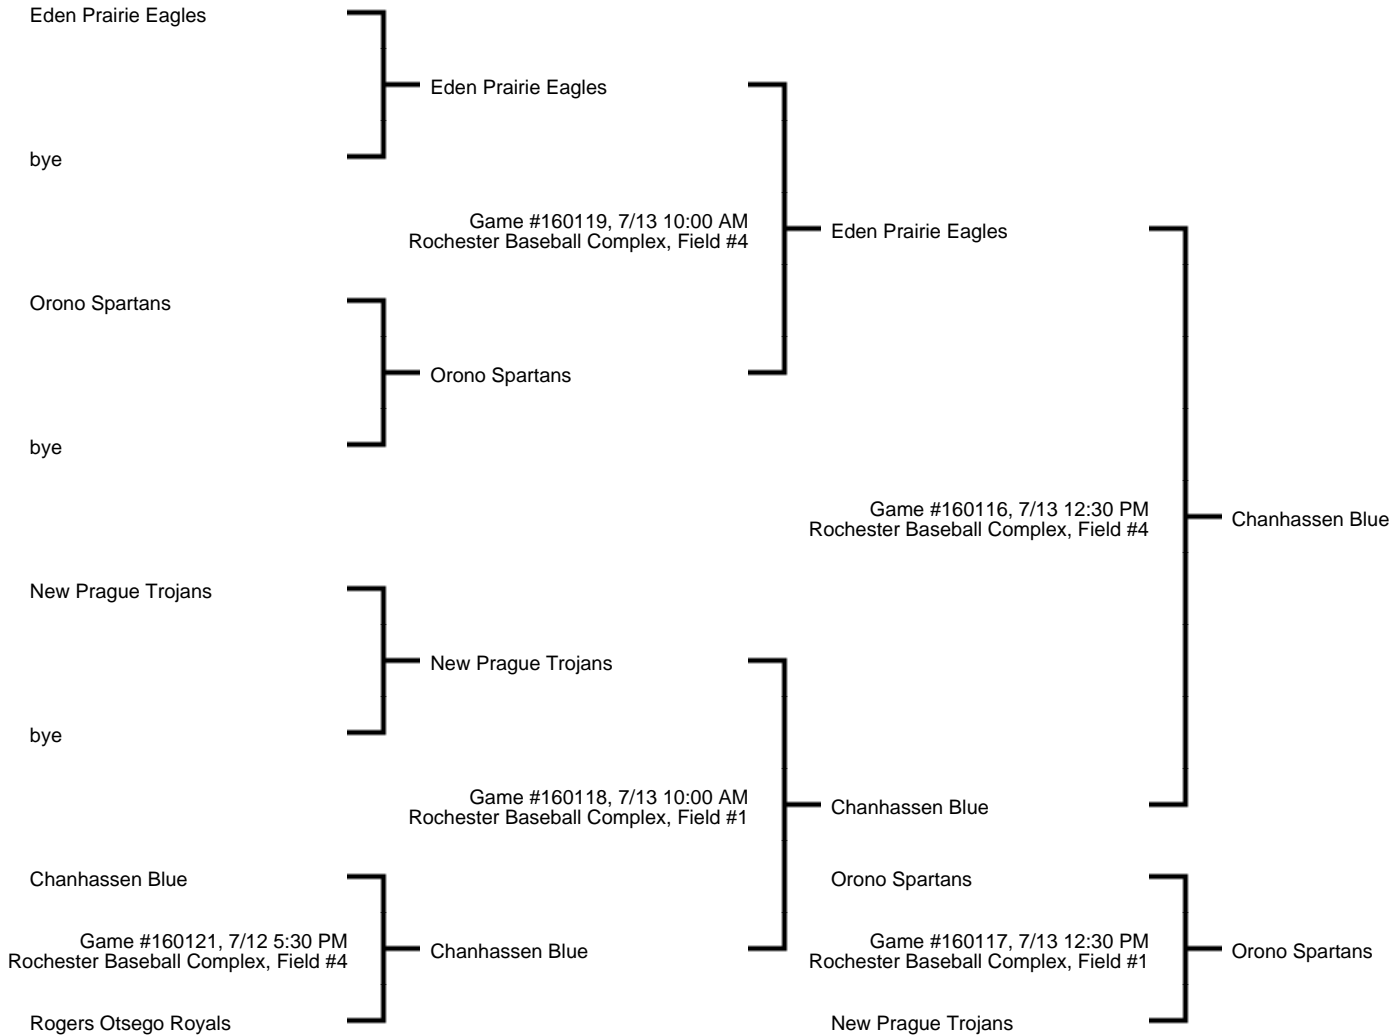 Eden Prairie Eagles
Eden Prairie Eagles
bye
Game #160119, 7/13 10:00 AM
Rochester Baseball Complex, Field #4
Eden Prairie Eagles
Orono Spartans
Orono Spartans
bye
Game #160116, 7/13 12:30 PM
Rochester Baseball Complex, Field #4
Chanhassen Blue
New Prague Trojans
New Prague Trojans
bye
Game #160118, 7/13 10:00 AM
Rochester Baseball Complex, Field #1
Chanhassen Blue
Chanhassen Blue
Game #160121, 7/12 5:30 PM
Rochester Baseball Complex, Field #4
Chanhassen Blue
Rogers Otsego Royals
Orono Spartans
Game #160117, 7/13 12:30 PM
Rochester Baseball Complex, Field #1
Orono Spartans
New Prague Trojans